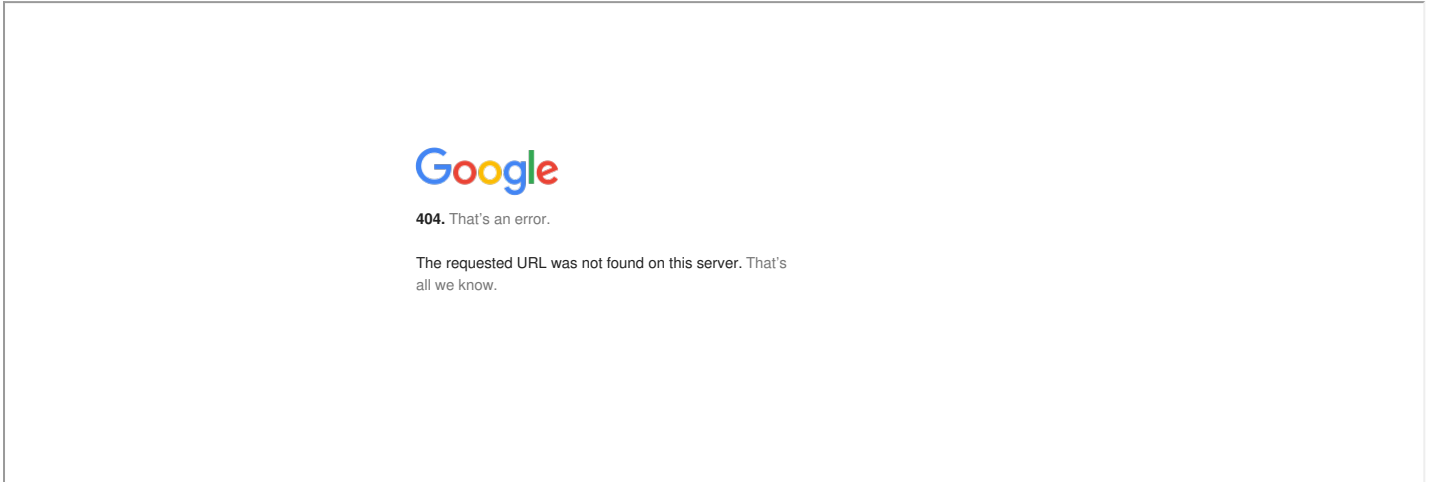 Google
404. That’s an error.
The requested URL was not found on this server. That’s
all we know.